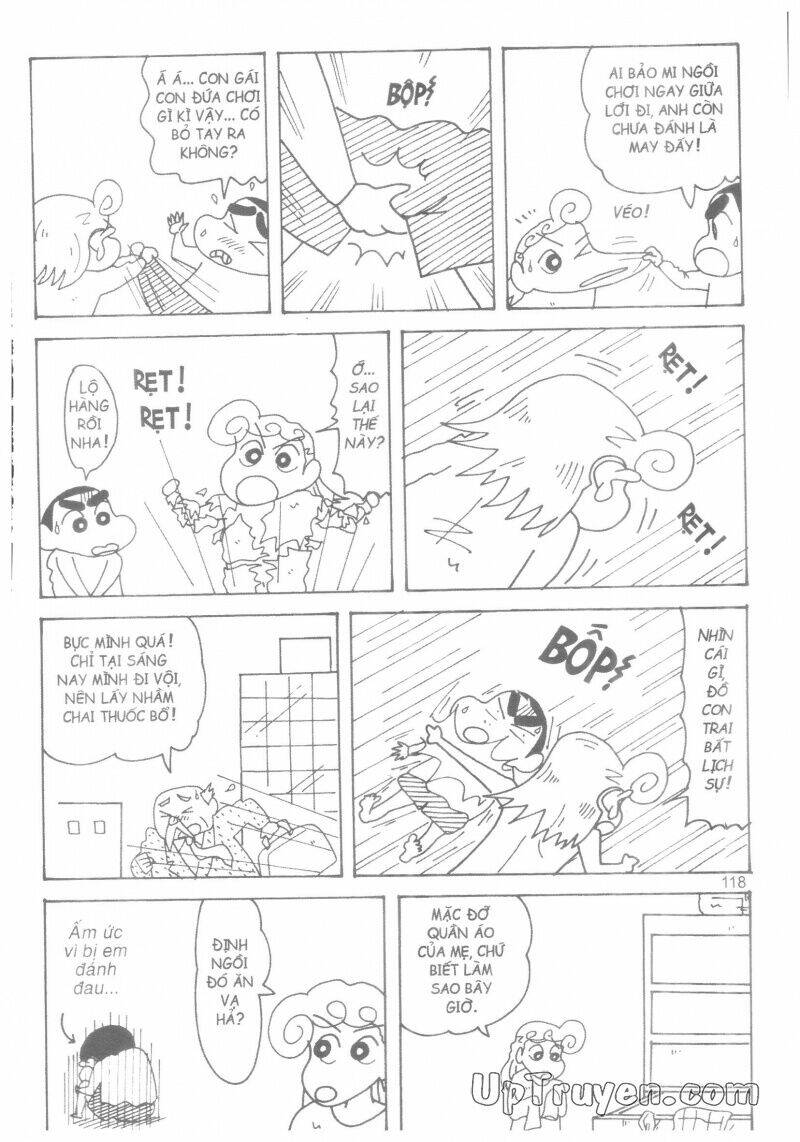 AI BẢO MI NGỒI
CHƠI NGAY GIỮA
LỚI ĐI, ANH CÒN
CHƯA ĐÁNH LÀ
MAY ĐẤY!
VÉO!
BỘP!
Ã Á... CON GÁI
CON ĐỨA CHƠI
GÌ KÌ VẬY... CÓ
BỎ TAY RA
KHÔNG?
RẸT!
RẸT!
Ớ...
SAO
LẠI
THẾ
NÀY?
RẸT!
RẸT!
LỘ
HÀNG
RỒI
NHA!
NHÌN
CÁI
GÌ,
ĐỒ
CON
TRAI
BẤT
LỊCH
SỰ!
BỐP!
BỰC MÌNH QUÁ!
CHỈ TẠI SÁNG
NAY MÌNH ĐI VỘI,
NÊN LẤY NHẦM
CHAI THUỐC BỔ!
118
MẶC ĐỠ
QUẦN ÁO
CỦA MẸ, CHỨ
BIẾT LÀM
SAO BÂY
GIỜ.
ĐỊNH
NGỒI
ĐÓ ĂN
VẠ
HẢ?
Ấm ức
vì bị em
đánh
đau...
UpTruyen.com